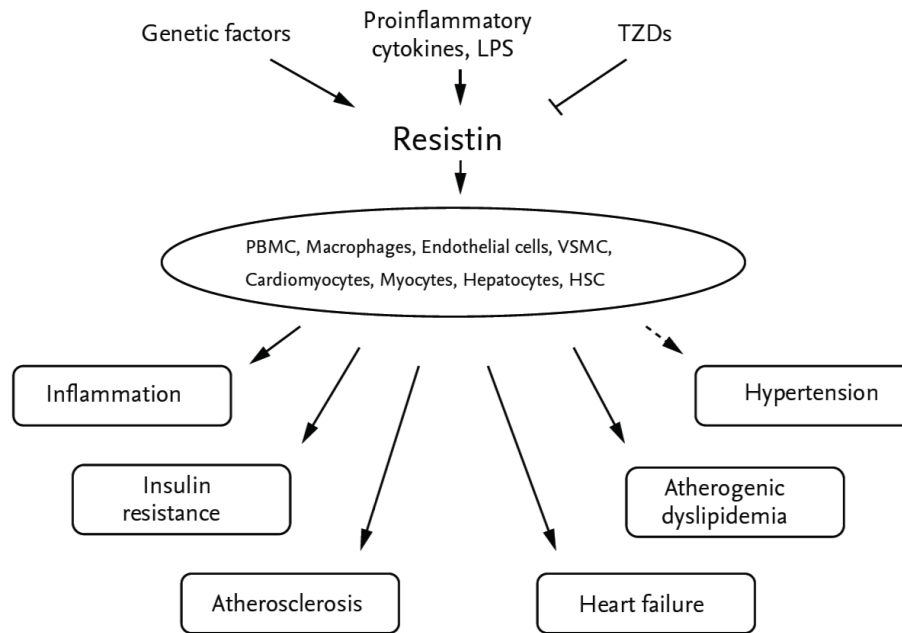 Genetic factors
Proinflammatory
cytokines, LPS
TZDs
Resistin
PBMC, Macrophages, Endothelial cells, VSMC,
Cardiomyocytes, Myocytes, Hepatocytes, HSC
Inflammation
Hypertension
Insulin
resistance
Atherogenic
dyslipidemia
Atherosclerosis
Heart failure